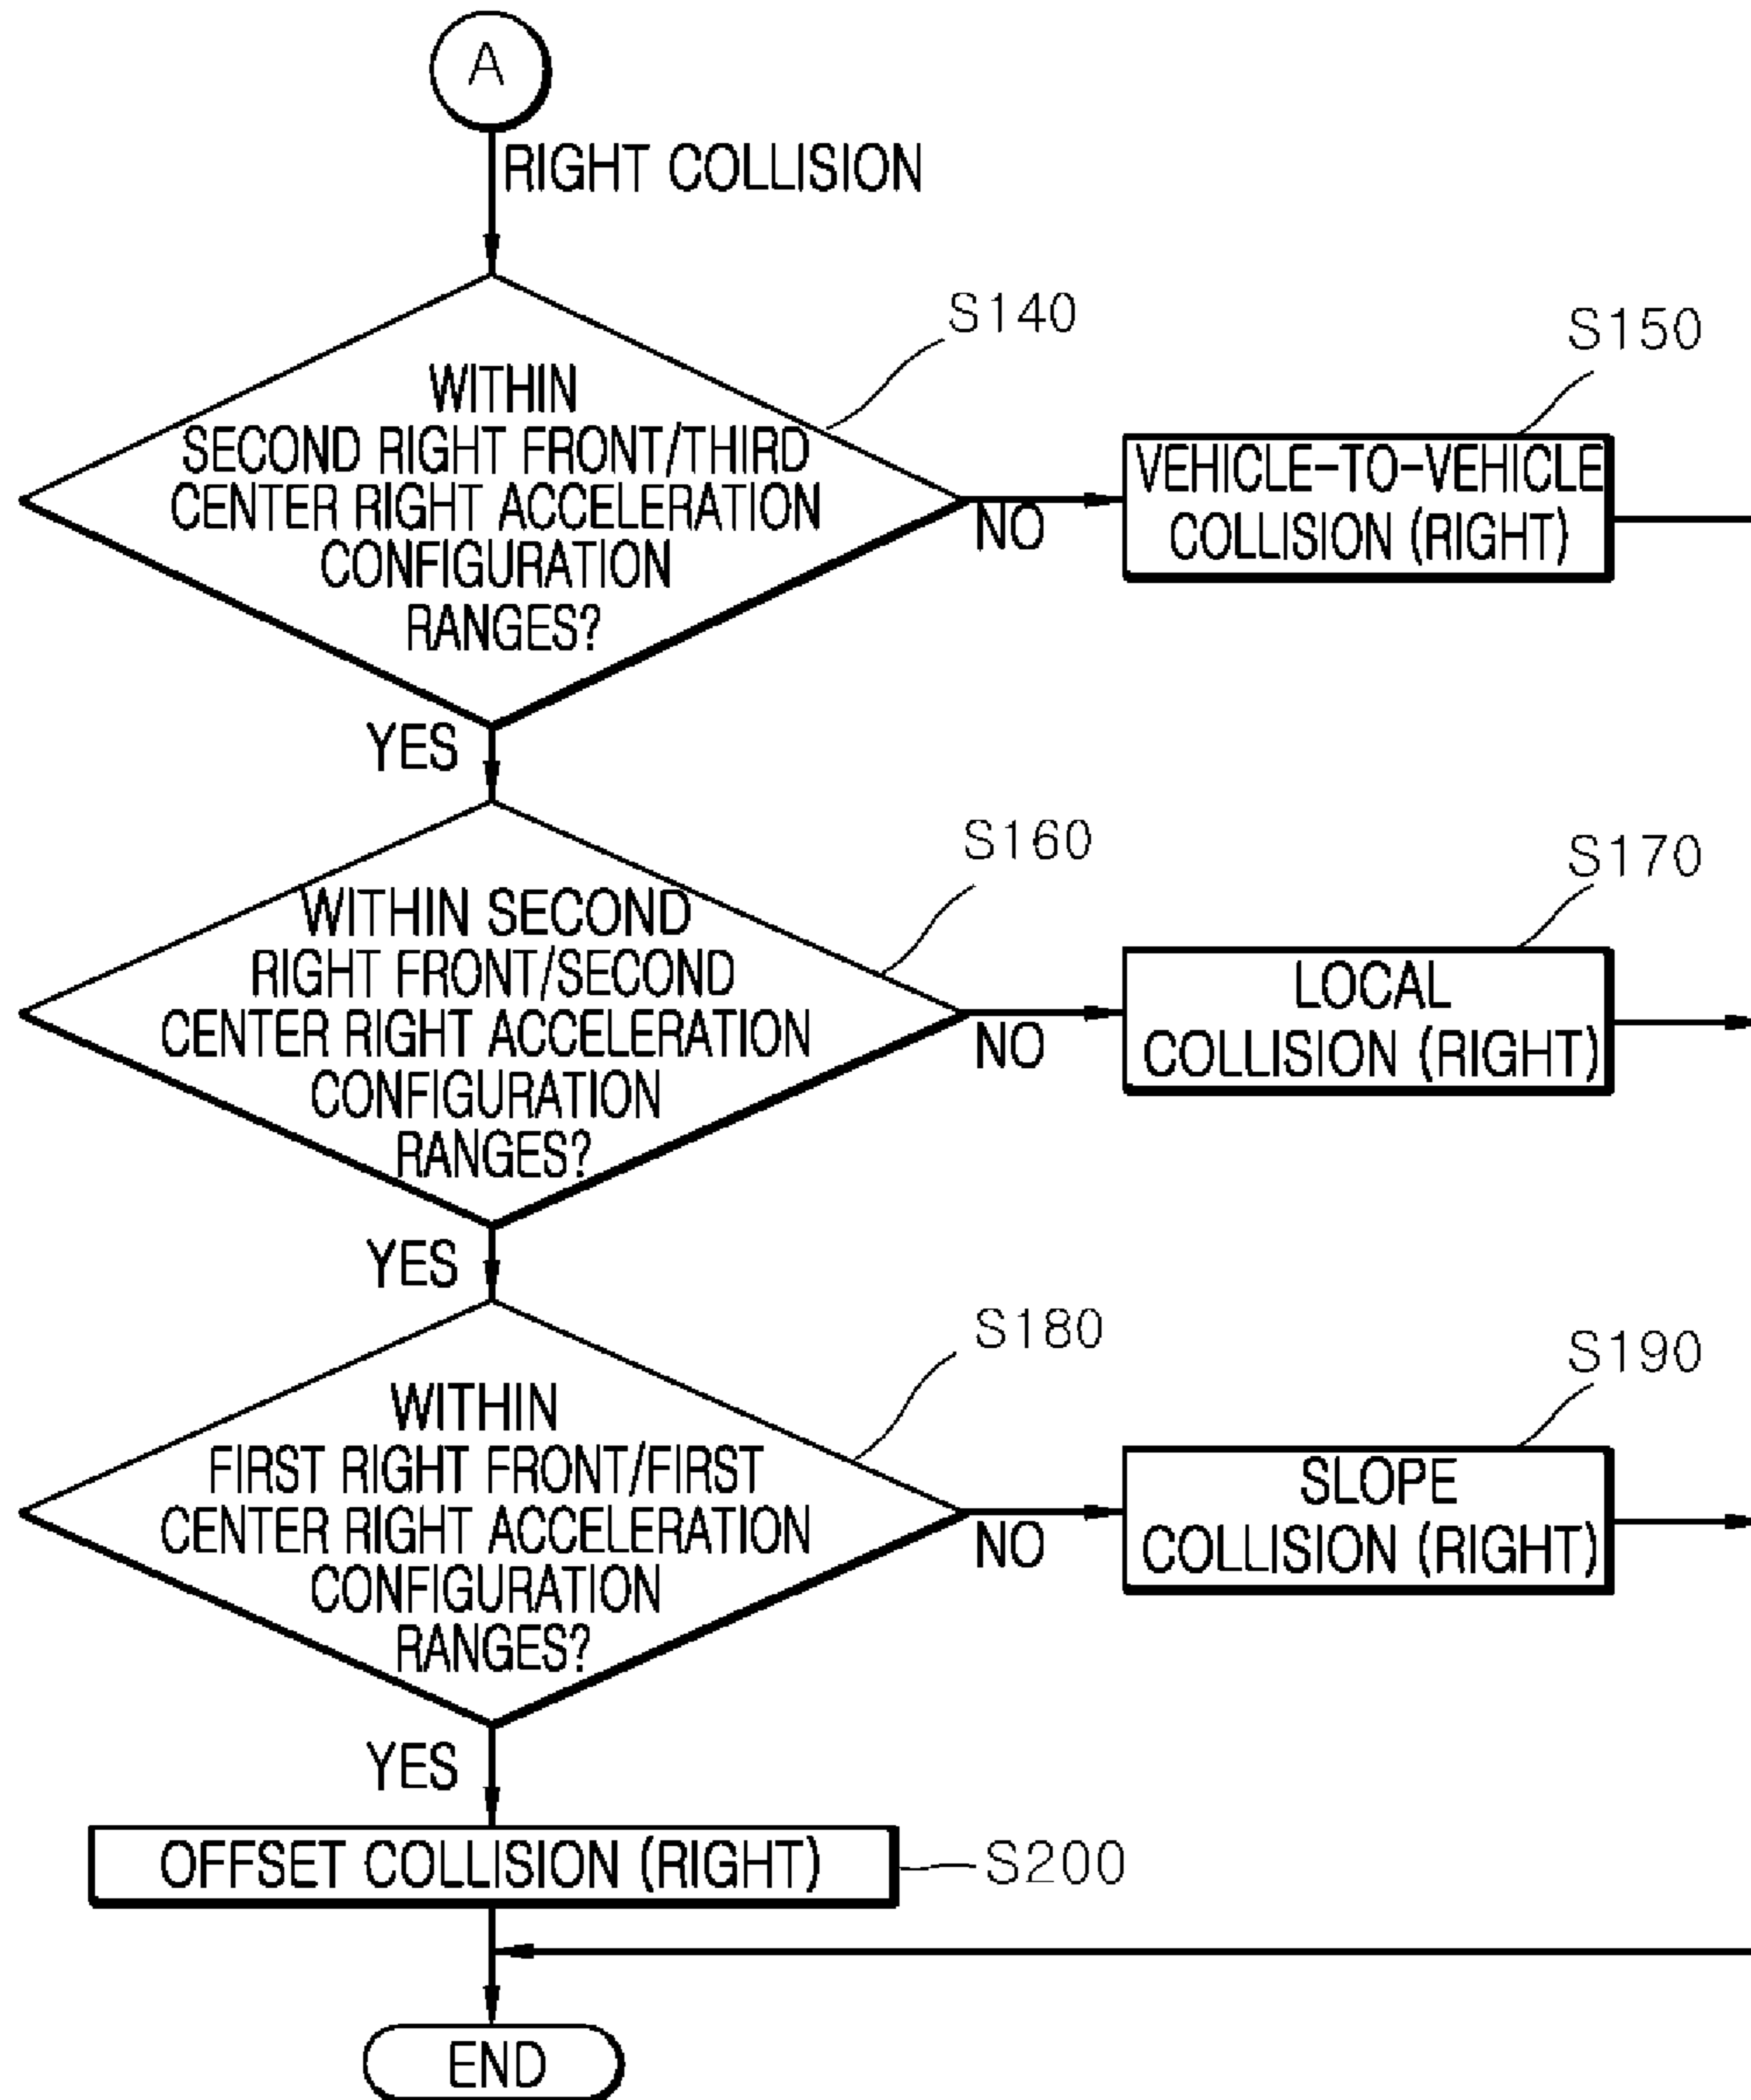 A
RIGHT COLLISION
S140
WITHIN
SECOND RIGHT FRONT/THIRD
CENTER RIGHT ACCELERATION
CONFIGURATION
RANGES?
NO
S150
VEHICLE-TO-VEHICLE
COLLISION (RIGHT)
YES
S160
WITHIN SECOND
RIGHT FRONT/SECOND
CENTER RIGHT ACCELERATION
CONFIGURATION
RANGES?
NO
S170
LOCAL
COLLISION (RIGHT)
YES
S180
WITHIN
FIRST RIGHT FRONT/FIRST
CENTER RIGHT ACCELERATION
CONFIGURATION
RANGES?
NO
S190
SLOPE
COLLISION (RIGHT)
YES
OFFSET COLLISION (RIGHT)
S200
END